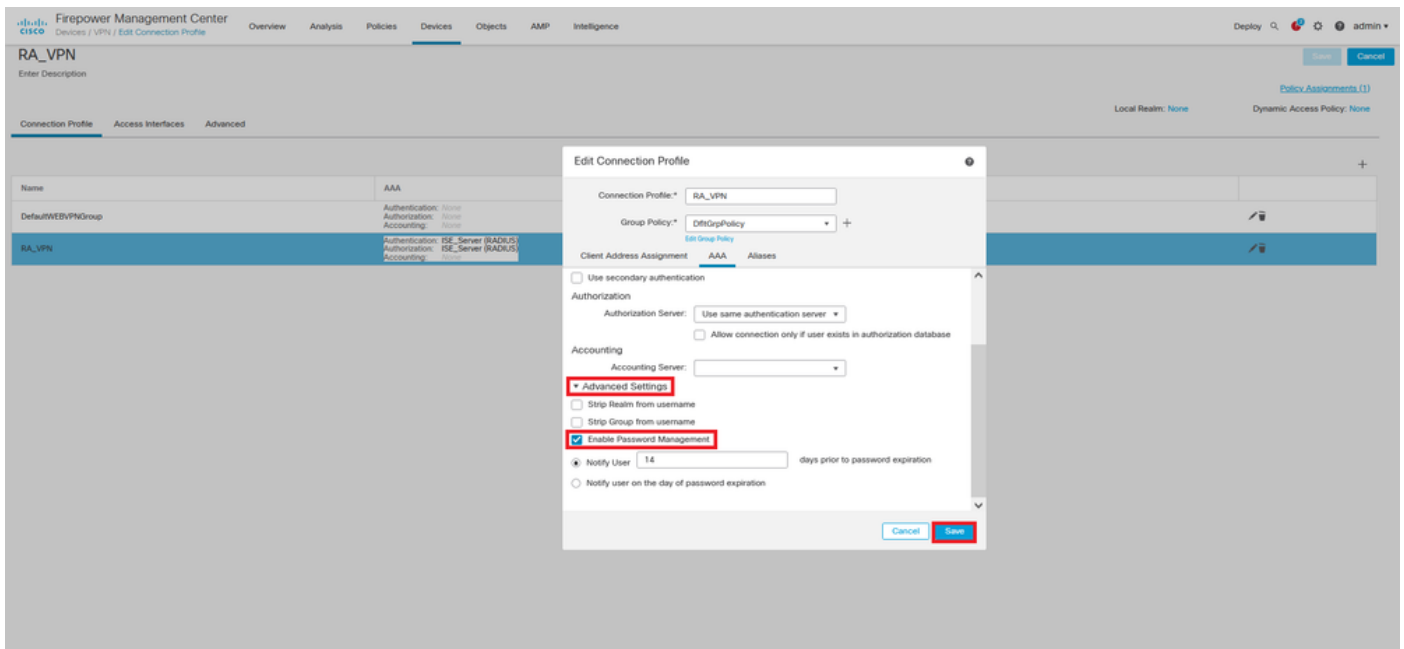 Firepower Management Center
CISCO Devices / VPN / Edit Connection Profile
Overview Analysis Policies Devices Objects AMP Intelligence
Deploy admin
RA_VPN
Save Cancel
Enter Description
Policy Assignments (1)
Local Realm: None Dynamic Access Policy: None
Connection Profile Access Interfaces Advanced
Name AAA
DefaultWEBVPNGroup
Authentication: None
Authorization: None
Accounting: None
RA_VPN
Authentication: ISE_Server (RADIUS)
Authorization: ISE_Server (RADIUS)
Accounting: None
Edit Connection Profile
Connection Profile:* RA_VPN
Group Policy:* DfltGrpPolicy +
Edit Group Policy
Client Address Assignment AAA Aliases
Use secondary authentication
Authorization
Authorization Server: Use same authentication server
Allow connection only if user exists in authorization database
Accounting
Accounting Server:
Advanced Settings
Strip Realm from username
Strip Group from username
Enable Password Management
Notify User 14 days prior to password expiration
Notify user on the day of password expiration
Cancel Save